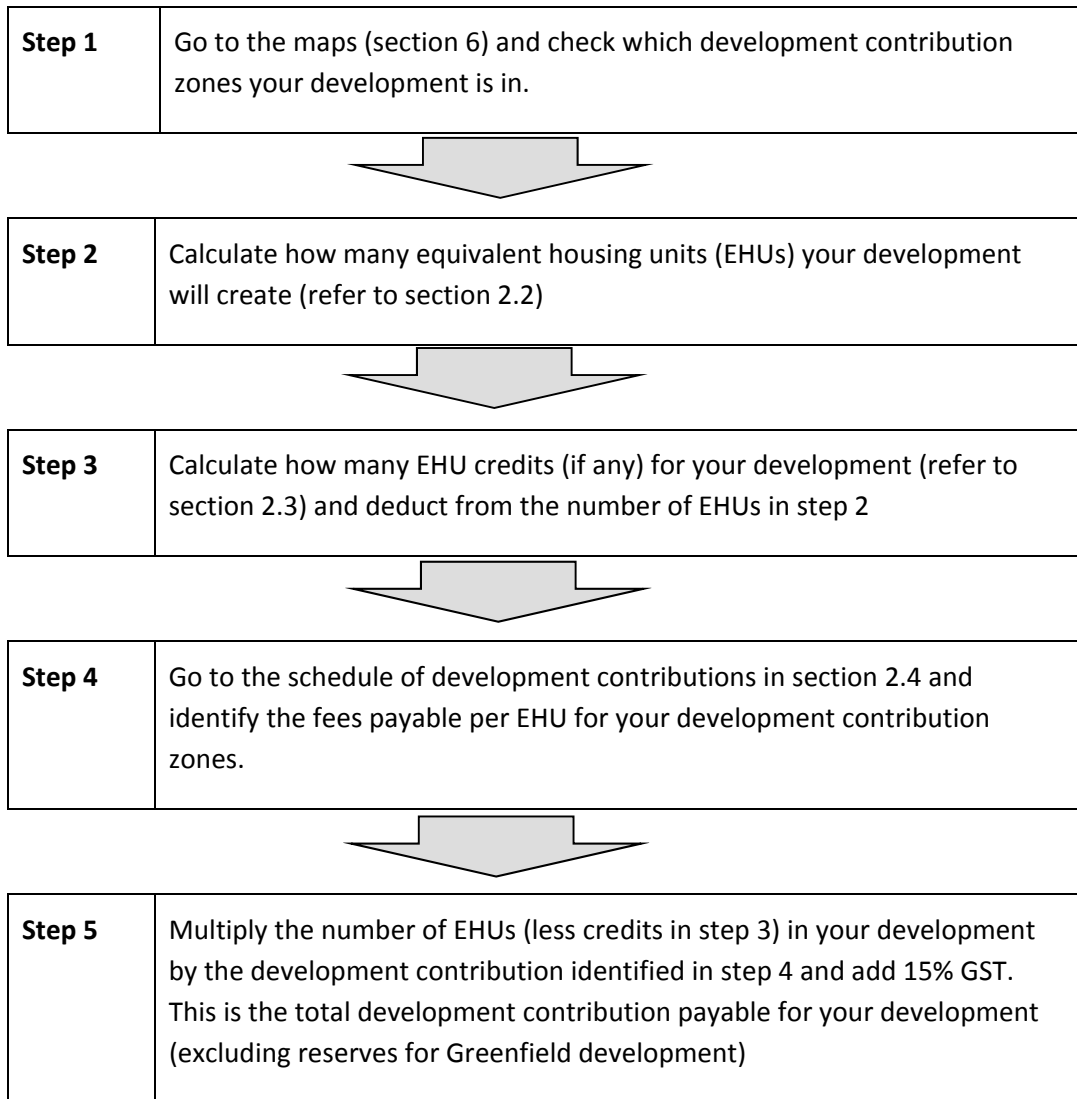 Step 1
Go to the maps (section 6) and check which development contribution
zones your development is in.
Step 2
Calculate how many equivalent housing units (EHUs) your development
will create (refer to section 2.2)
Step 3
Calculate how many EHU credits (if any) for your development (refer to
section 2.3) and deduct from the number of EHUs in step 2
Step 4
Go to the schedule of development contributions in section 2.4 and
identify the fees payable per EHU for your development contribution
zones.
Step 5
Multiply the number of EHUs (less credits in step 3) in your development
by the development contribution identified in step 4 and add 15% GST.
This is the total development contribution payable for your development
(excluding reserves for Greenfield development)